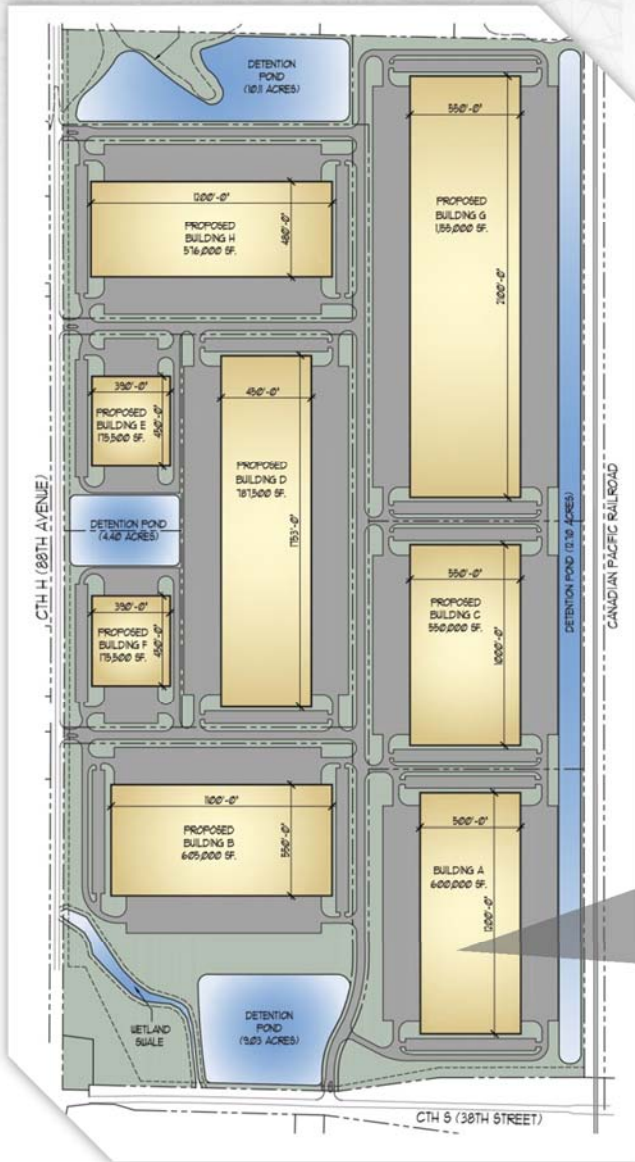 DETENTION
POND
(10.11 ACRES)
550'-0"
1200'-0"
480'-0"
PROPOSED
BUILDING H
576,000 SF.
PROPOSED
BUILDING G
1,155,000 SF.
2100'-0"
390'-0"
450'-0"
PROPOSED
BUILDING E
175,500 SF.
450'-0"
PROPOSED
BUILDING D
787,500 SF.
1753'-0"
CTH H (88TH AVENUE)
DETENTION POND
(4.40 ACRES)
DETENTION POND (12.70 ACRES)
CANADIAN PACIFIC RAILROAD
390'-0"
450'-0"
PROPOSED
BUILDING F
175,500 SF.
550'-0"
PROPOSED
BUILDING C
550,000 SF.
1000'-0"
1100'-0"
550'-0"
PROPOSED
BUILDING B
605,000 SF.
500'-0"
BUILDING A
600,000 SF.
1200'-0"
WETLAND
SWALE
DETENTION
POND
(9.03 ACRES)
CTH S (38TH STREET)